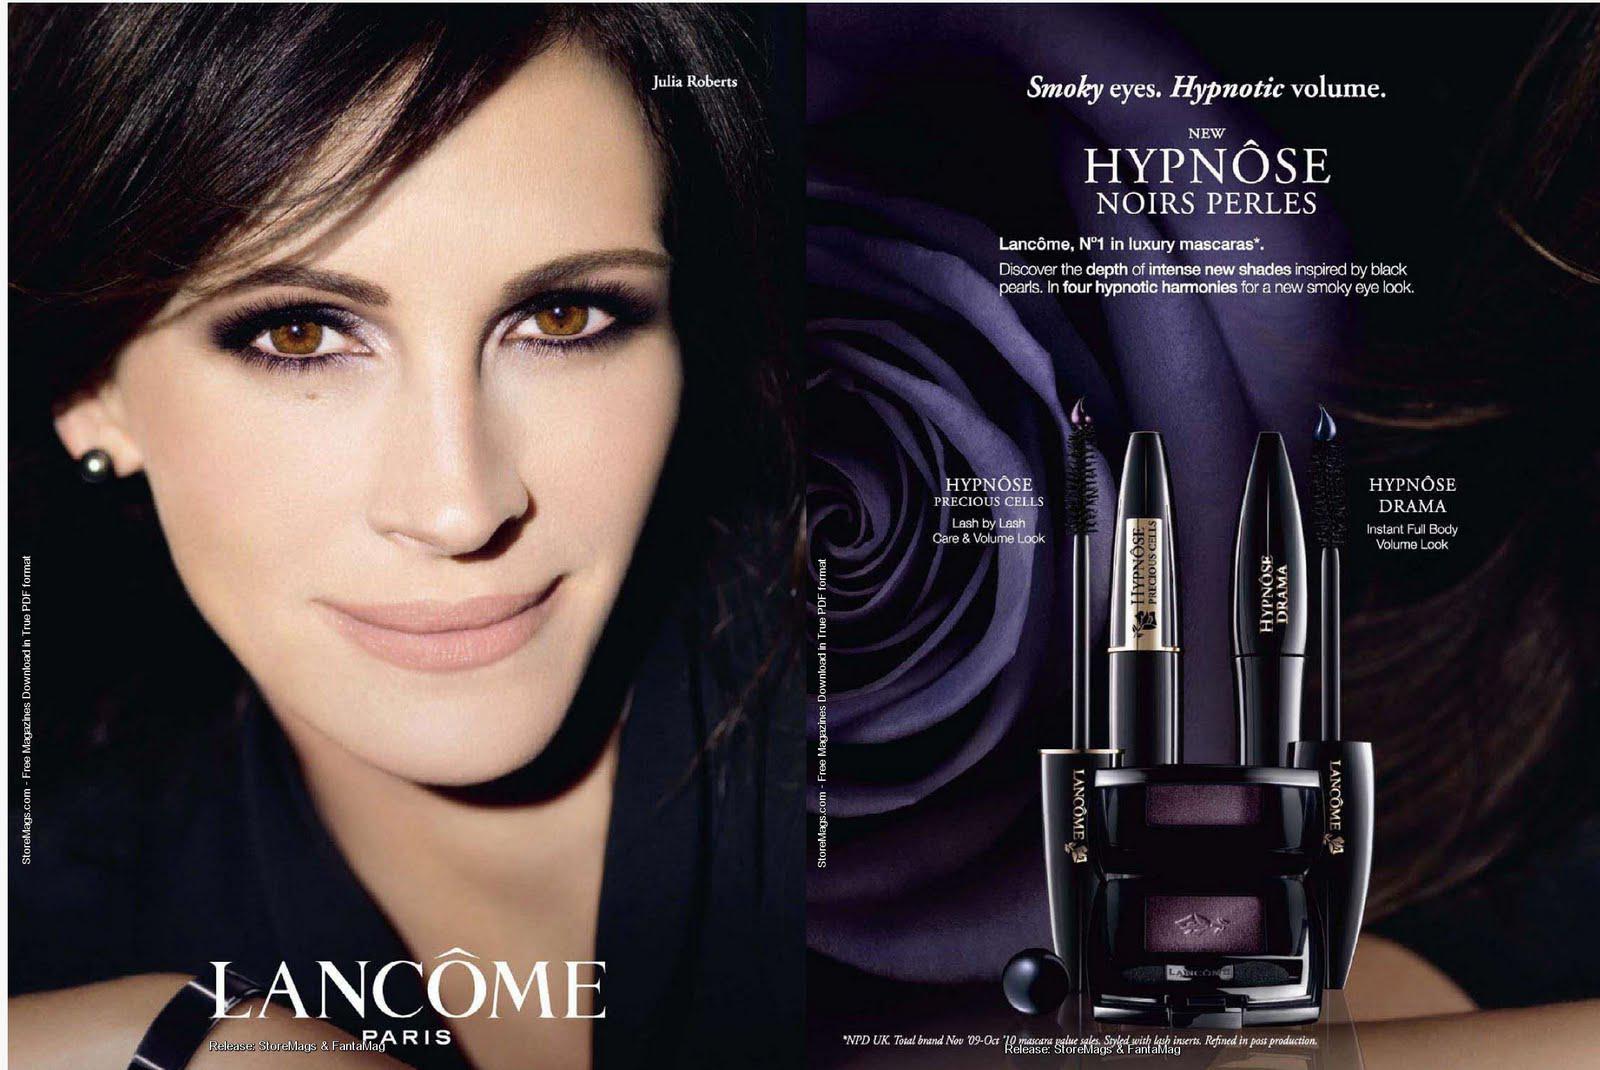 Julia Roberts
StoreMags.com - Free Magazines Download in True PDF format
LANCÔME
PARIS
Release: StoreMags & FantaMag
Smoky eyes. Hypnotic volume.
NEW
HYPNÔSE
NOIRS PERLES
Lancôme, N°1 in luxury mascaras*.
Discover the depth of intense new shades inspired by black
pearls. In four hypnotic harmonies for a new smoky eye look.
HYPNÔSE
PRECIOUS CELLS
Lash by Lash
Care & Volume Look
HYPNÔSE
PRECIOUS CELLS
HYPNÔSE
DRAMA
HYPNÔSE
DRAMA
Instant Full Body
Volume Look
StoreMags.com - Free Magazines Download in True PDF format
LANCÔME
LANCÔME
LANCÔME
*NPD UK. Total brand Nov '09-Oct '10 mascara value sales. Styled with lash inserts. Refined in post production.
Release: StoreMags & FantaMag